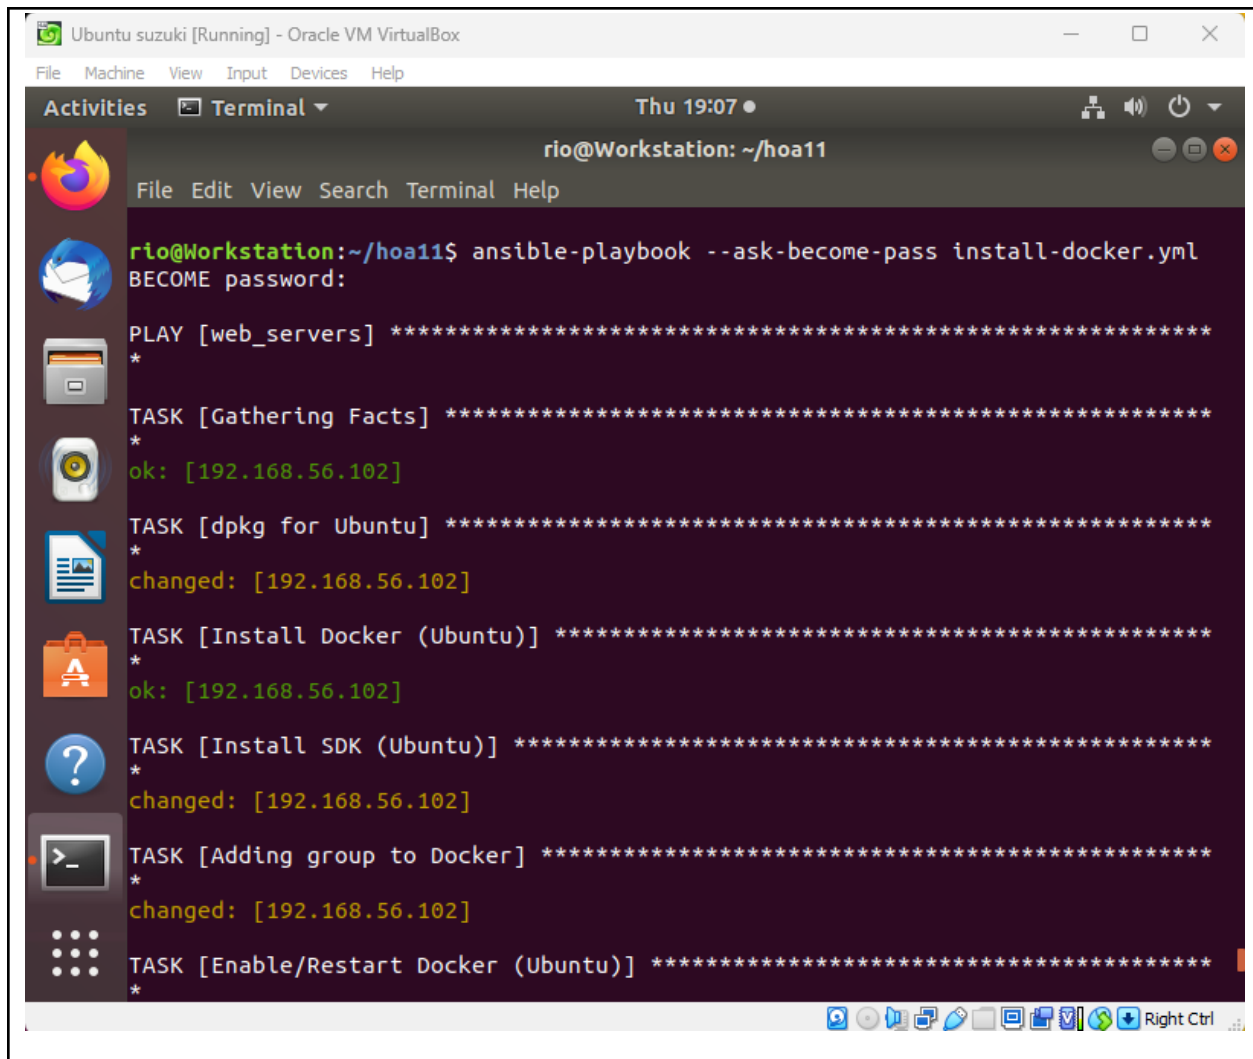 Ubuntu suzuki [Running] - Oracle VM VirtualBox
File Machine View Input Devices Help
Activities Terminal Thu 19:07
rio@Workstation: ~/hoa11
File Edit View Search Terminal Help
rio@Workstation:~/hoa11$ ansible-playbook --ask-become-pass install-docker.yml
BECOME password:
PLAY [web_servers] ************************************************************
*
TASK [Gathering Facts] ********************************************************
*
ok: [192.168.56.102]
TASK [dpkg for Ubuntu] ********************************************************
*
changed: [192.168.56.102]
TASK [Install Docker (Ubuntu)] ************************************************
*
ok: [192.168.56.102]
TASK [Install SDK (Ubuntu)] ***************************************************
*
changed: [192.168.56.102]
TASK [Adding group to Docker] *************************************************
*
changed: [192.168.56.102]
TASK [Enable/Restart Docker (Ubuntu)] *****************************************
*
Right Ctrl